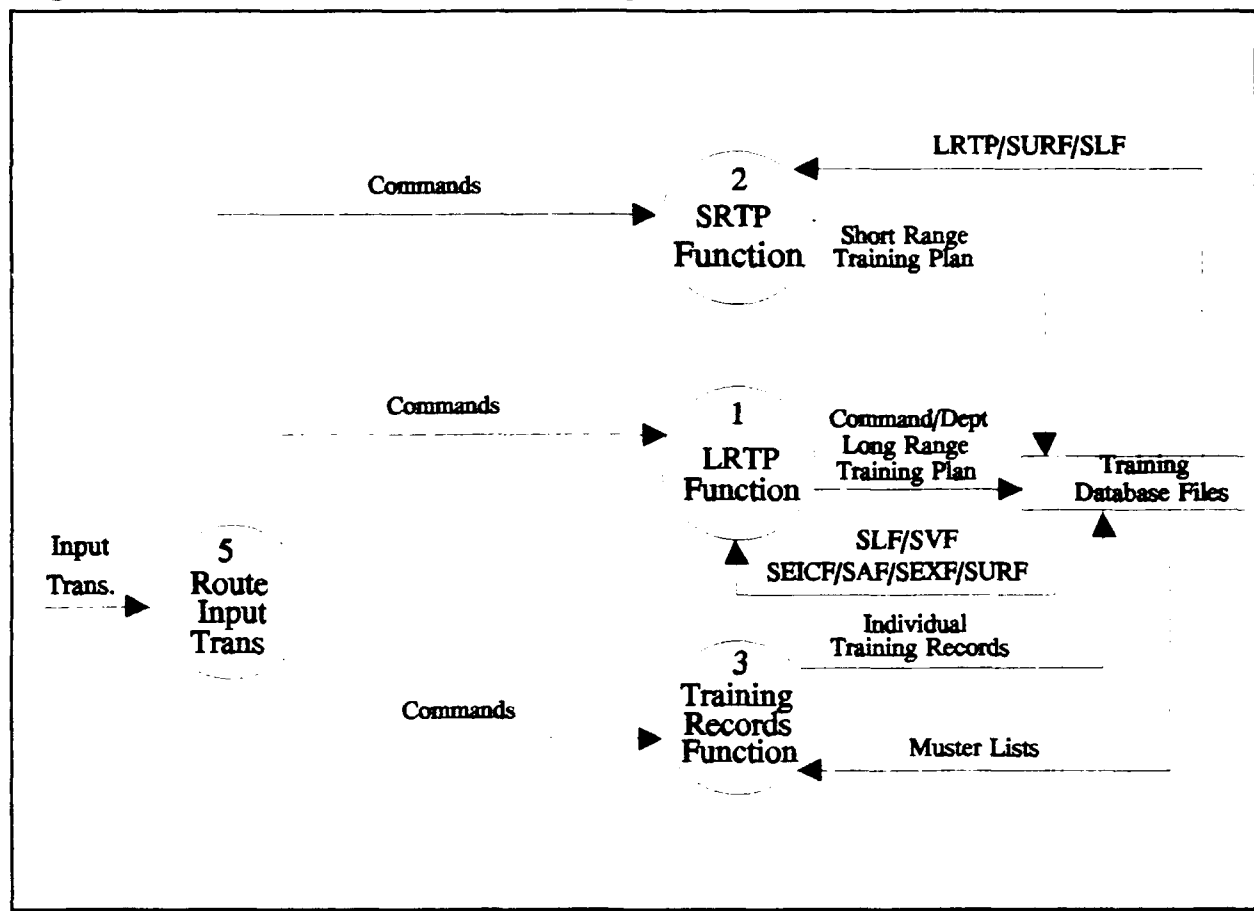 LRTP/SURF/SLF
Commands
2
SRTP
Function
Short Range
Training Plan
Commands
1
LRTP
Function
Command/Dept
Long Range
Training Plan
Training
Database Files
Input
Trans.
5
Route
Input
Trans
SLF/SVF
SEICF/SAF/SEXF/SURF
Individual
Training Records
3
Training
Records
Function
Commands
Muster Lists